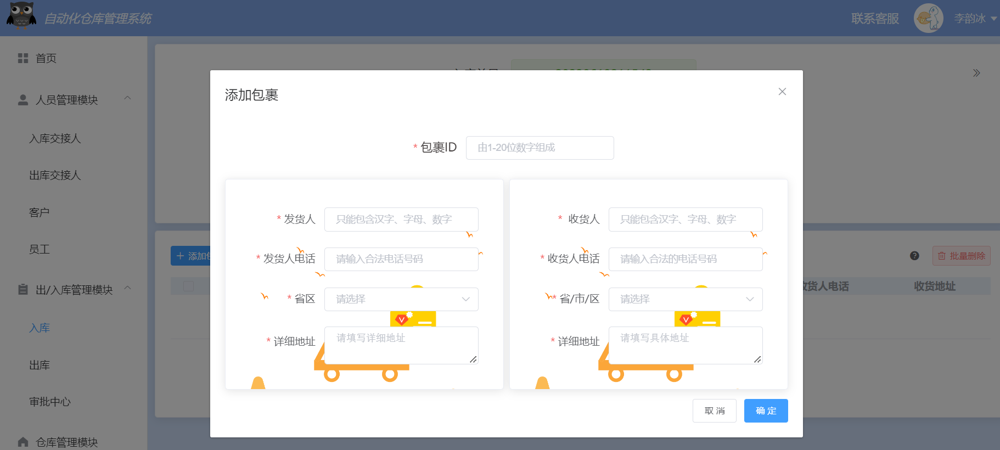 自动化仓库管理系统
联系客服
李韵冰
首页
人员管理模块
入库交接人
出库交接人
客户
员工
出/入库管理模块
入库
出库
审批中心
仓库管理模块
添加包裹
* 包裹ID 由1-20位数字组成
* 发货人 只能包含汉字、字母、数字
* 发货人电话 请输入合法电话号码
* 省区 请选择
* 详细地址 请填写详细地址
* 收货人 只能包含汉字、字母、数字
* 收货人电话 请输入合法的电话号码
* 省/市/区 请选择
* 详细地址 请填写具体地址
取消
确定
+ 添加
批量删除
货人电话
收货地址